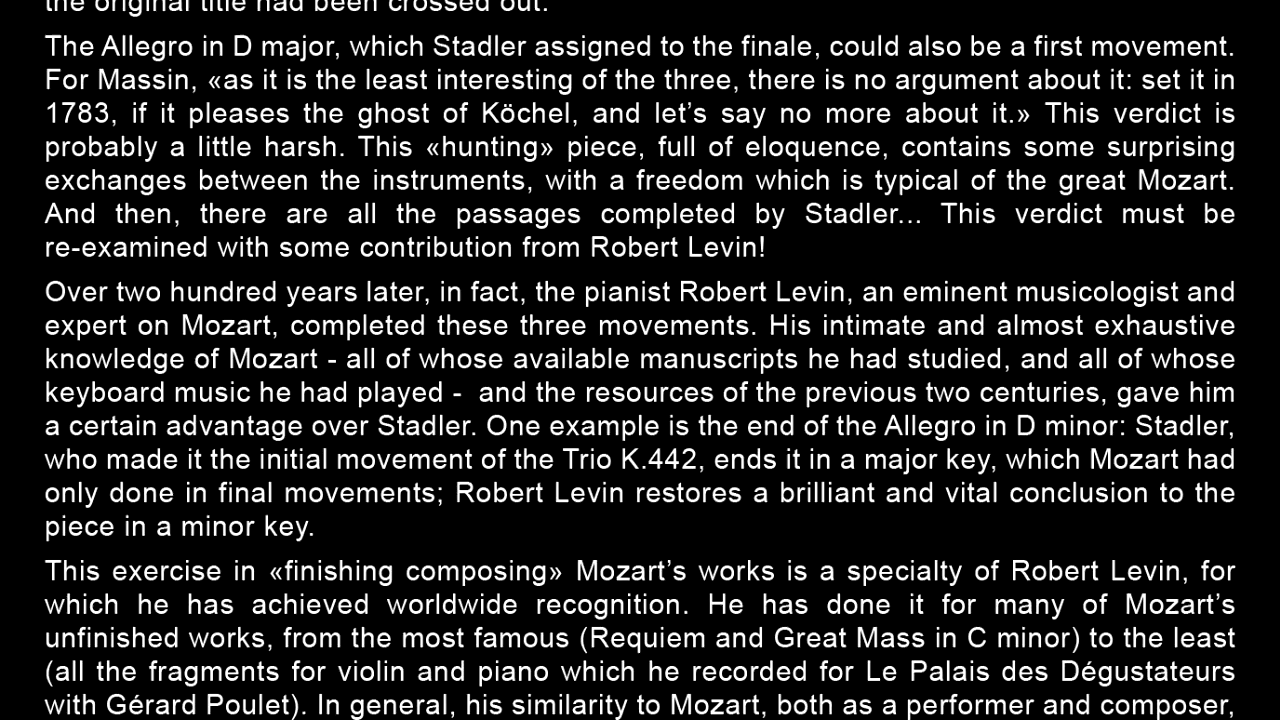 the original title had been crossed out.
The Allegro in D major, which Stadler assigned to the finale, could also be a first movement.
For Massin, «as it is the least interesting of the three, there is no argument about it: set it in
1783, if it pleases the ghost of Köchel, and let’s say no more about it.» This verdict is
probably a little harsh. This «hunting» piece, full of eloquence, contains some surprising
exchanges between the instruments, with a freedom which is typical of the great Mozart.
And then, there are all the passages completed by Stadler... This verdict must be
re-examined with some contribution from Robert Levin!
Over two hundred years later, in fact, the pianist Robert Levin, an eminent musicologist and
expert on Mozart, completed these three movements. His intimate and almost exhaustive
knowledge of Mozart - all of whose available manuscripts he had studied, and all of whose
keyboard music he had played -  and the resources of the previous two centuries, gave him
a certain advantage over Stadler. One example is the end of the Allegro in D minor: Stadler,
who made it the initial movement of the Trio K.442, ends it in a major key, which Mozart had
only done in final movements; Robert Levin restores a brilliant and vital conclusion to the
piece in a minor key.
This exercise in «finishing composing» Mozart’s works is a specialty of Robert Levin, for
which he has achieved worldwide recognition. He has done it for many of Mozart’s
unfinished works, from the most famous (Requiem and Great Mass in C minor) to the least
(all the fragments for violin and piano which he recorded for Le Palais des Dégustateurs
with Gérard Poulet). In general, his similarity to Mozart, both as a performer and composer,